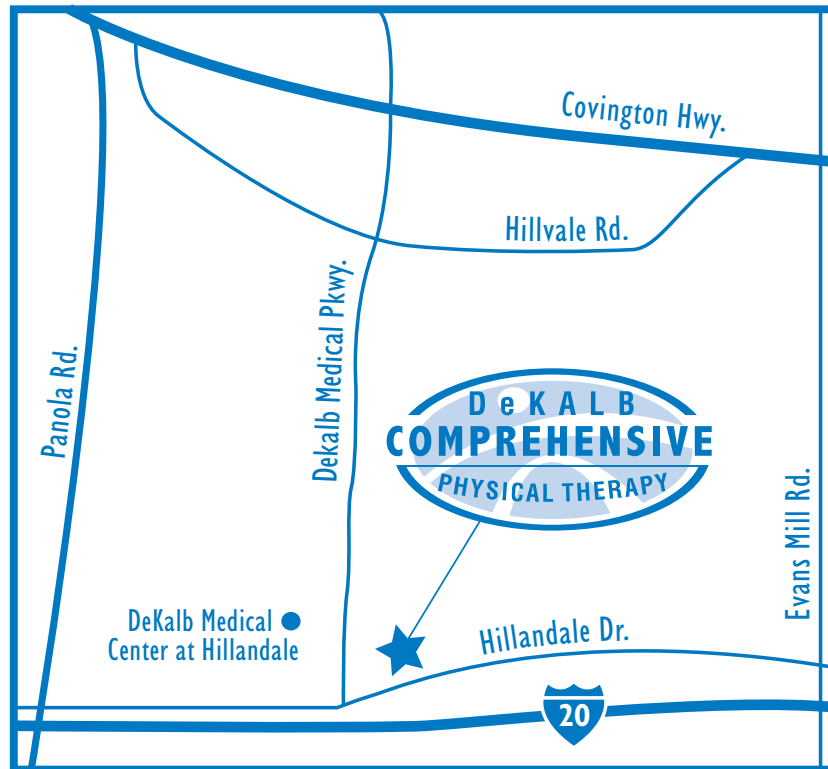 Covington Hwy.
Hillvale Rd.
Dekalb Medical Pkwy.
Panola Rd.
DeKALB
COMPREHENSIVE
PHYSICAL THERAPY
Evans Mill Rd.
DeKalb Medical
Center at Hillandale
Hillandale Dr.
20